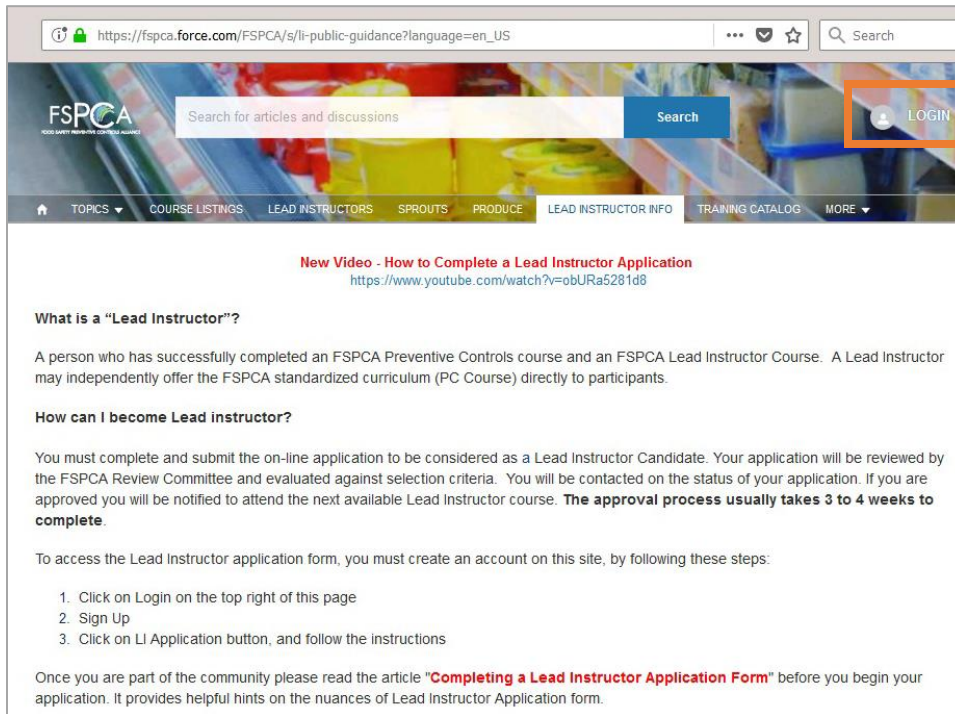 https://fspca.force.com/FSPCA/s/li-public-guidance?language=en_US
Search
FSPCA
FOOD SAFETY PREVENTIVE CONTROLS ALLIANCE
Search for articles and discussions
Search
LOGIN
TOPICS
COURSE LISTINGS
LEAD INSTRUCTORS
SPROUTS
PRODUCE
LEAD INSTRUCTOR INFO
TRAINING CATALOG
MORE
New Video - How to Complete a Lead Instructor Application
https://www.youtube.com/watch?v=obURa5281d8
What is a “Lead Instructor”?
A person who has successfully completed an FSPCA Preventive Controls course and an FSPCA Lead Instructor Course. A Lead Instructor
may independently offer the FSPCA standardized curriculum (PC Course) directly to participants.
How can I become Lead instructor?
You must complete and submit the on-line application to be considered as a Lead Instructor Candidate. Your application will be reviewed by
the FSPCA Review Committee and evaluated against selection criteria. You will be contacted on the status of your application. If you are
approved you will be notified to attend the next available Lead Instructor course. The approval process usually takes 3 to 4 weeks to
complete.
To access the Lead Instructor application form, you must create an account on this site, by following these steps:
1. Click on Login on the top right of this page
2. Sign Up
3. Click on LI Application button, and follow the instructions
Once you are part of the community please read the article "Completing a Lead Instructor Application Form" before you begin your
application. It provides helpful hints on the nuances of Lead Instructor Application form.